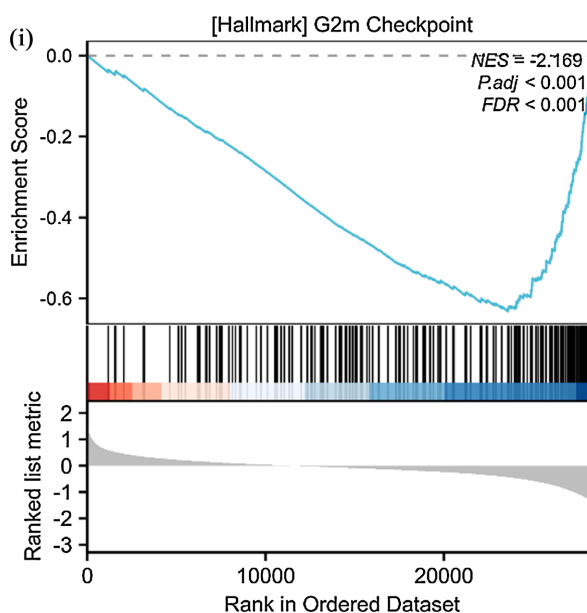 (i)
[Hallmark] G2m Checkpoint
NES = -2.169
P.adj < 0.001
FDR < 0.001
Enrichment Score
0.0
-0.2
-0.4
-0.6
Ranked list metric
2
1
0
-1
-2
-3
0 10000 20000
Rank in Ordered Dataset